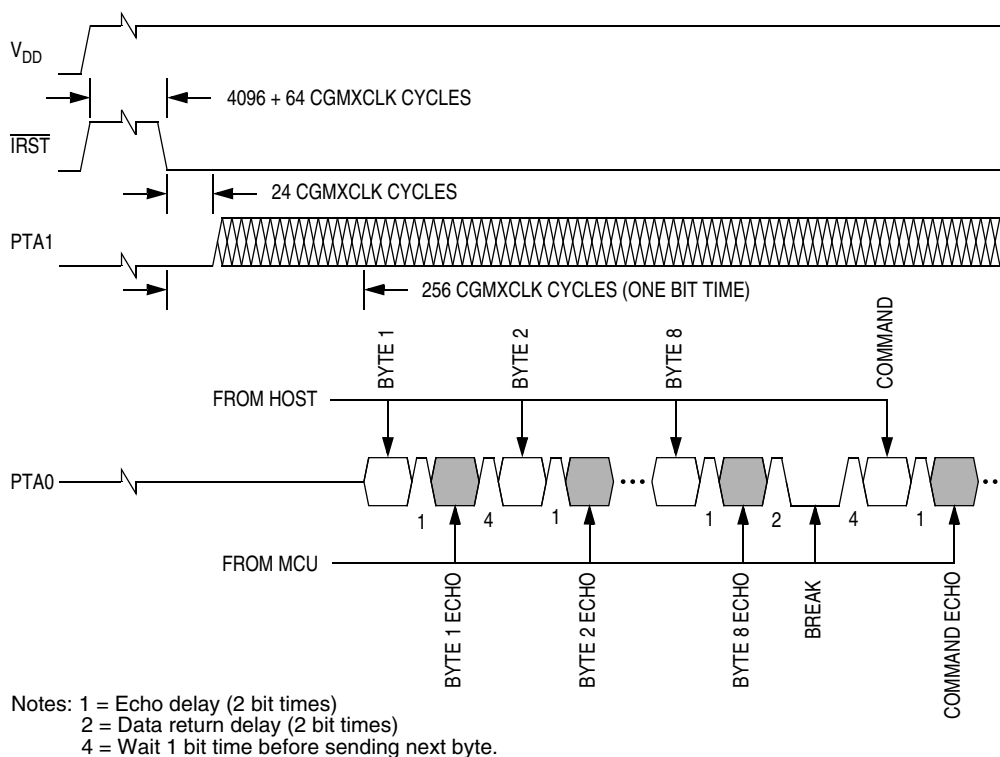 VDD
4096 + 64 CGMXCLK CYCLES
IRST
24 CGMXCLK CYCLES
PTA1
256 CGMXCLK CYCLES (ONE BIT TIME)
BYTE 1
BYTE 2
BYTE 8
COMMAND
FROM HOST
PTA0
1
4
1
1
2
4
1
FROM MCU
BYTE 1 ECHO
BYTE 2 ECHO
BYTE 8 ECHO
BREAK
COMMAND ECHO
Notes: 1 = Echo delay (2 bit times)
2 = Data return delay (2 bit times)
4 = Wait 1 bit time before sending next byte.